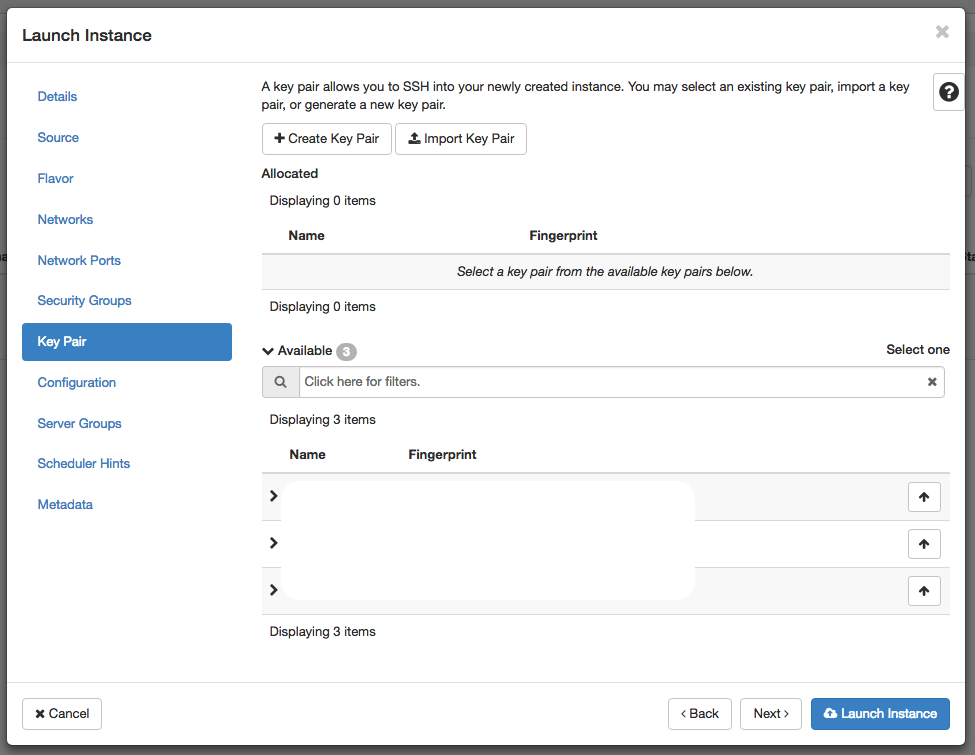 Launch Instance
Details
Source
Flavor
Networks
Network Ports
Security Groups
Key Pair
Configuration
Server Groups
Scheduler Hints
Metadata
A key pair allows you to SSH into your newly created instance. You may select an existing key pair, import a key
pair, or generate a new key pair.
Create Key Pair Import Key Pair
Allocated
Displaying 0 items
Name Fingerprint
Select a key pair from the available key pairs below.
Displaying 0 items
Available 3 Select one
Click here for filters.
Displaying 3 items
Name Fingerprint
Displaying 3 items
Cancel < Back Next > Launch Instance